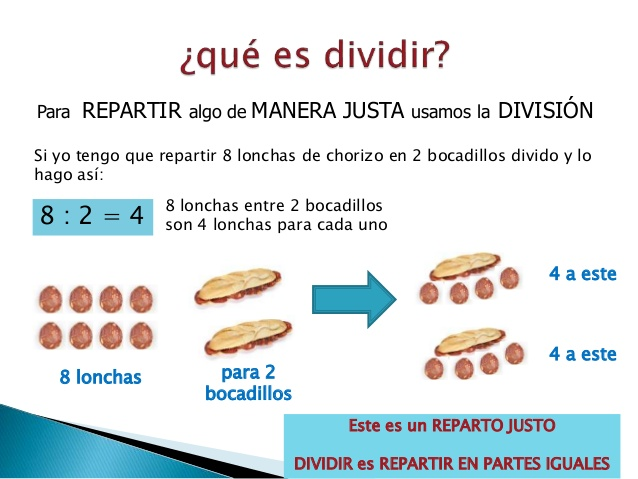 ¿qué es dividir?
Para REPARTIR algo de MANERA JUSTA usamos la DIVISIÓN
Si yo tengo que repartir 8 lonchas de chorizo en 2 bocadillos divido y lo
hago así:
8 : 2 = 4
8 lonchas entre 2 bocadillos
son 4 lonchas para cada uno
8 lonchas
para 2
bocadillos
4 a este
4 a este
Este es un REPARTO JUSTO
DIVIDIR es REPARTIR EN PARTES IGUALES